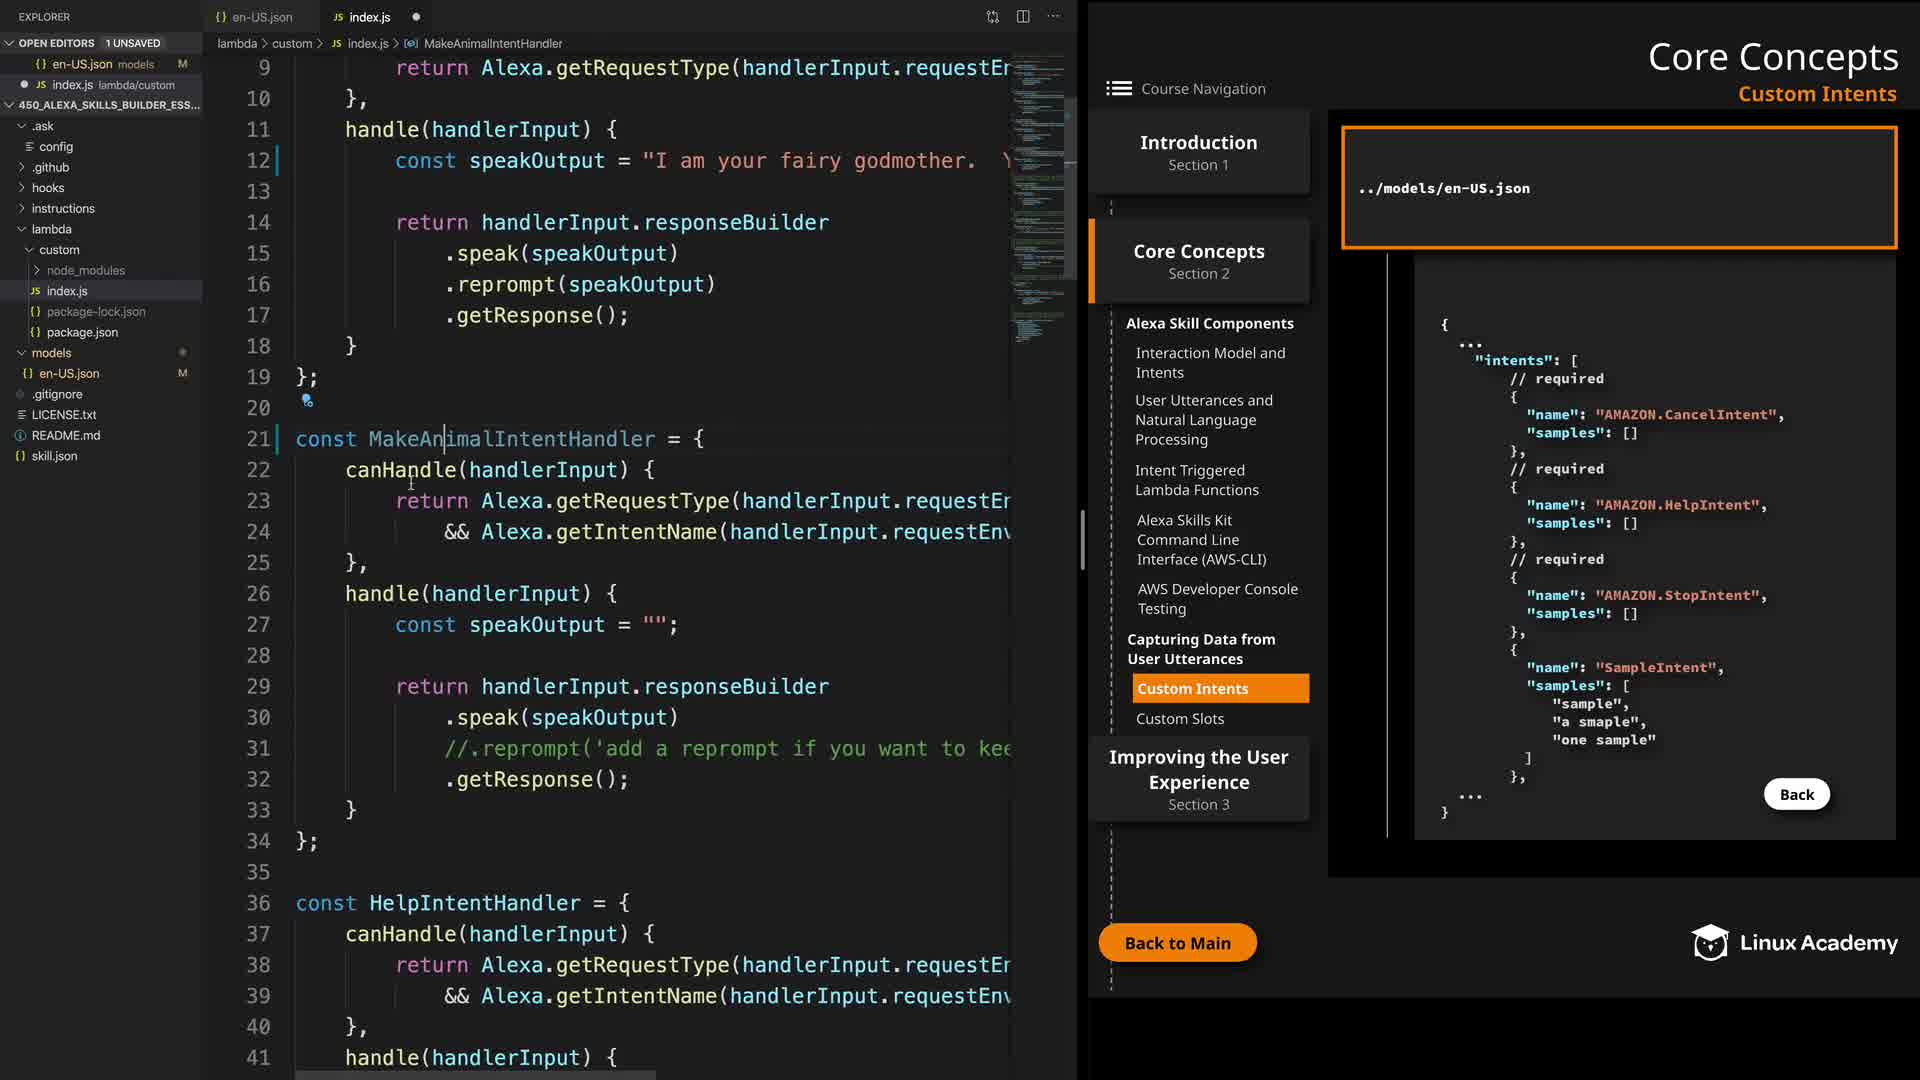 EXPLORER
OPEN EDITORS 1 UNSAVED
en-US.json models M
index.js lambda/custom
450_ALEXA_SKILLS_BUILDER_ESS...
.ask
config
.github
hooks
instructions
lambda
custom
node_modules
index.js
package-lock.json
package.json
models
en-US.json M
.gitignore
LICENSE.txt
README.md
skill.json
en-US.json
index.js
lambda > custom > JS index.js > MakeAnimalIntentHandler
9 return Alexa.getRequestType(handlerInput.requestEn
10 },
11 handle(handlerInput) {
12 const speakOutput = "I am your fairy godmother.
13
14 return handlerInput.responseBuilder
15 .speak(speakOutput)
16 .reprompt(speakOutput)
17 .getResponse();
18 }
19 };
20
21 const MakeAnimalIntentHandler = {
22 canHandle(handlerInput) {
23 return Alexa.getRequestType(handlerInput.requestEn
24 && Alexa.getIntentName(handlerInput.requestEnv
25 },
26 handle(handlerInput) {
27 const speakOutput = "";
28
29 return handlerInput.responseBuilder
30 .speak(speakOutput)
31 //.reprompt('add a reprompt if you want to kee
32 .getResponse();
33 }
34 };
35
36 const HelpIntentHandler = {
37 canHandle(handlerInput) {
38 return Alexa.getRequestType(handlerInput.requestEn
39 && Alexa.getIntentName(handlerInput.requestEnv
40 },
41 handle(handlerInput) {
Core Concepts
Custom Intents
Course Navigation
Introduction
Section 1
Core Concepts
Section 2
Alexa Skill Components
Interaction Model and
Intents
User Utterances and
Natural Language
Processing
Intent Triggered
Lambda Functions
Alexa Skills Kit
Command Line
Interface (AWS-CLI)
AWS Developer Console
Testing
Capturing Data from
User Utterances
Custom Intents
Custom Slots
Improving the User
Experience
Section 3
Back to Main
../models/en-US.json
{
...
"intents": [
// required
{
"name": "AMAZON.CancelIntent",
"samples": []
},
// required
{
"name": "AMAZON.HelpIntent",
"samples": []
},
// required
{
"name": "AMAZON.StopIntent",
"samples": []
},
{
"name": "SampleIntent",
"samples": [
"sample",
"a smaple",
"one sample"
]
},
...
}
Back
Linux Academy